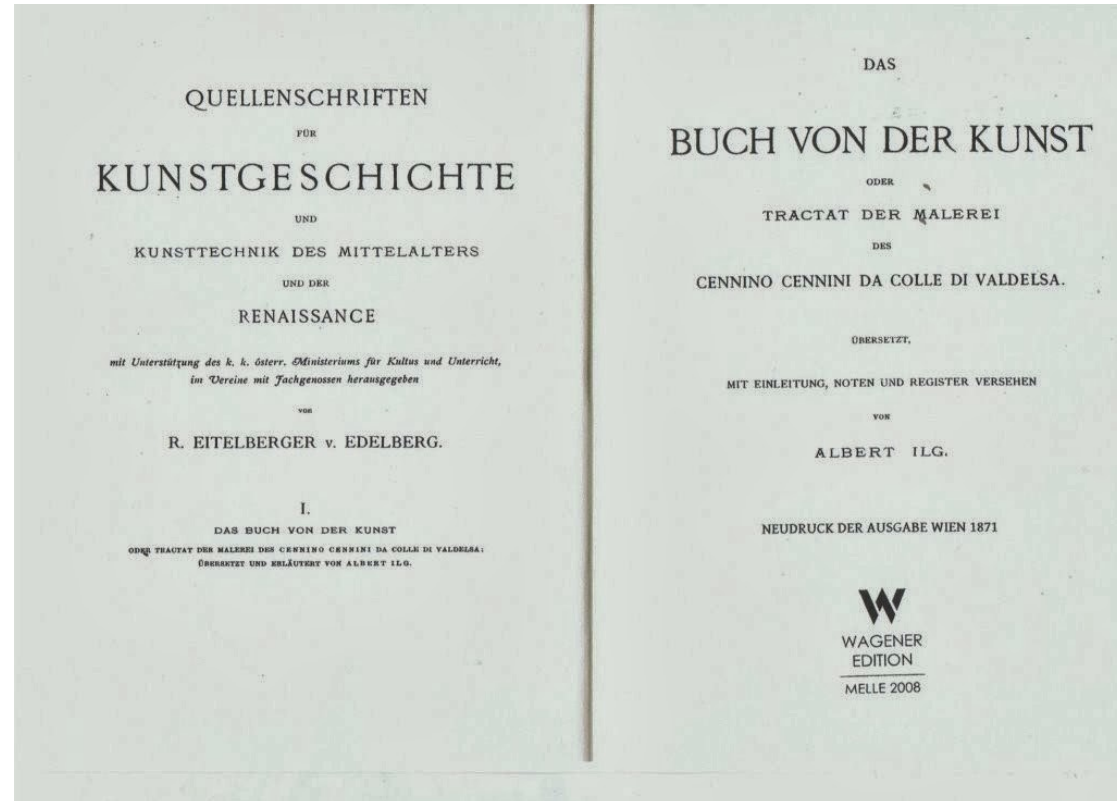 QUELLENSCHRIFTEN
FÜR
KUNSTGESCHICHTE
UND
KUNSTTECHNIK DES MITTELALTERS
UND DER
RENAISSANCE
mit Unterstützung des k. k. österr. Ministeriums für Kultus und Unterricht,
im Vereine mit Fachgenossen herausgegeben
von
R. EITELBERGER v. EDELBERG.
I.
DAS BUCH VON DER KUNST
ODER TRACTAT DER MALEREI DES CENNINO CENNINI DA COLLE DI VALDELSA;
ÜBERSETZT UND ERLÄUTERT VON ALBERT ILG.
DAS
BUCH VON DER KUNST
ODER
TRACTAT DER MALEREI
DES
CENNINO CENNINI DA COLLE DI VALDELSA.
ÜBERSETZT,
MIT EINLEITUNG, NOTEN UND REGISTER VERSEHEN
VON
ALBERT ILG.
NEUDRUCK DER AUSGABE WIEN 1871
W
WAGENER
EDITION
MELLE 2008